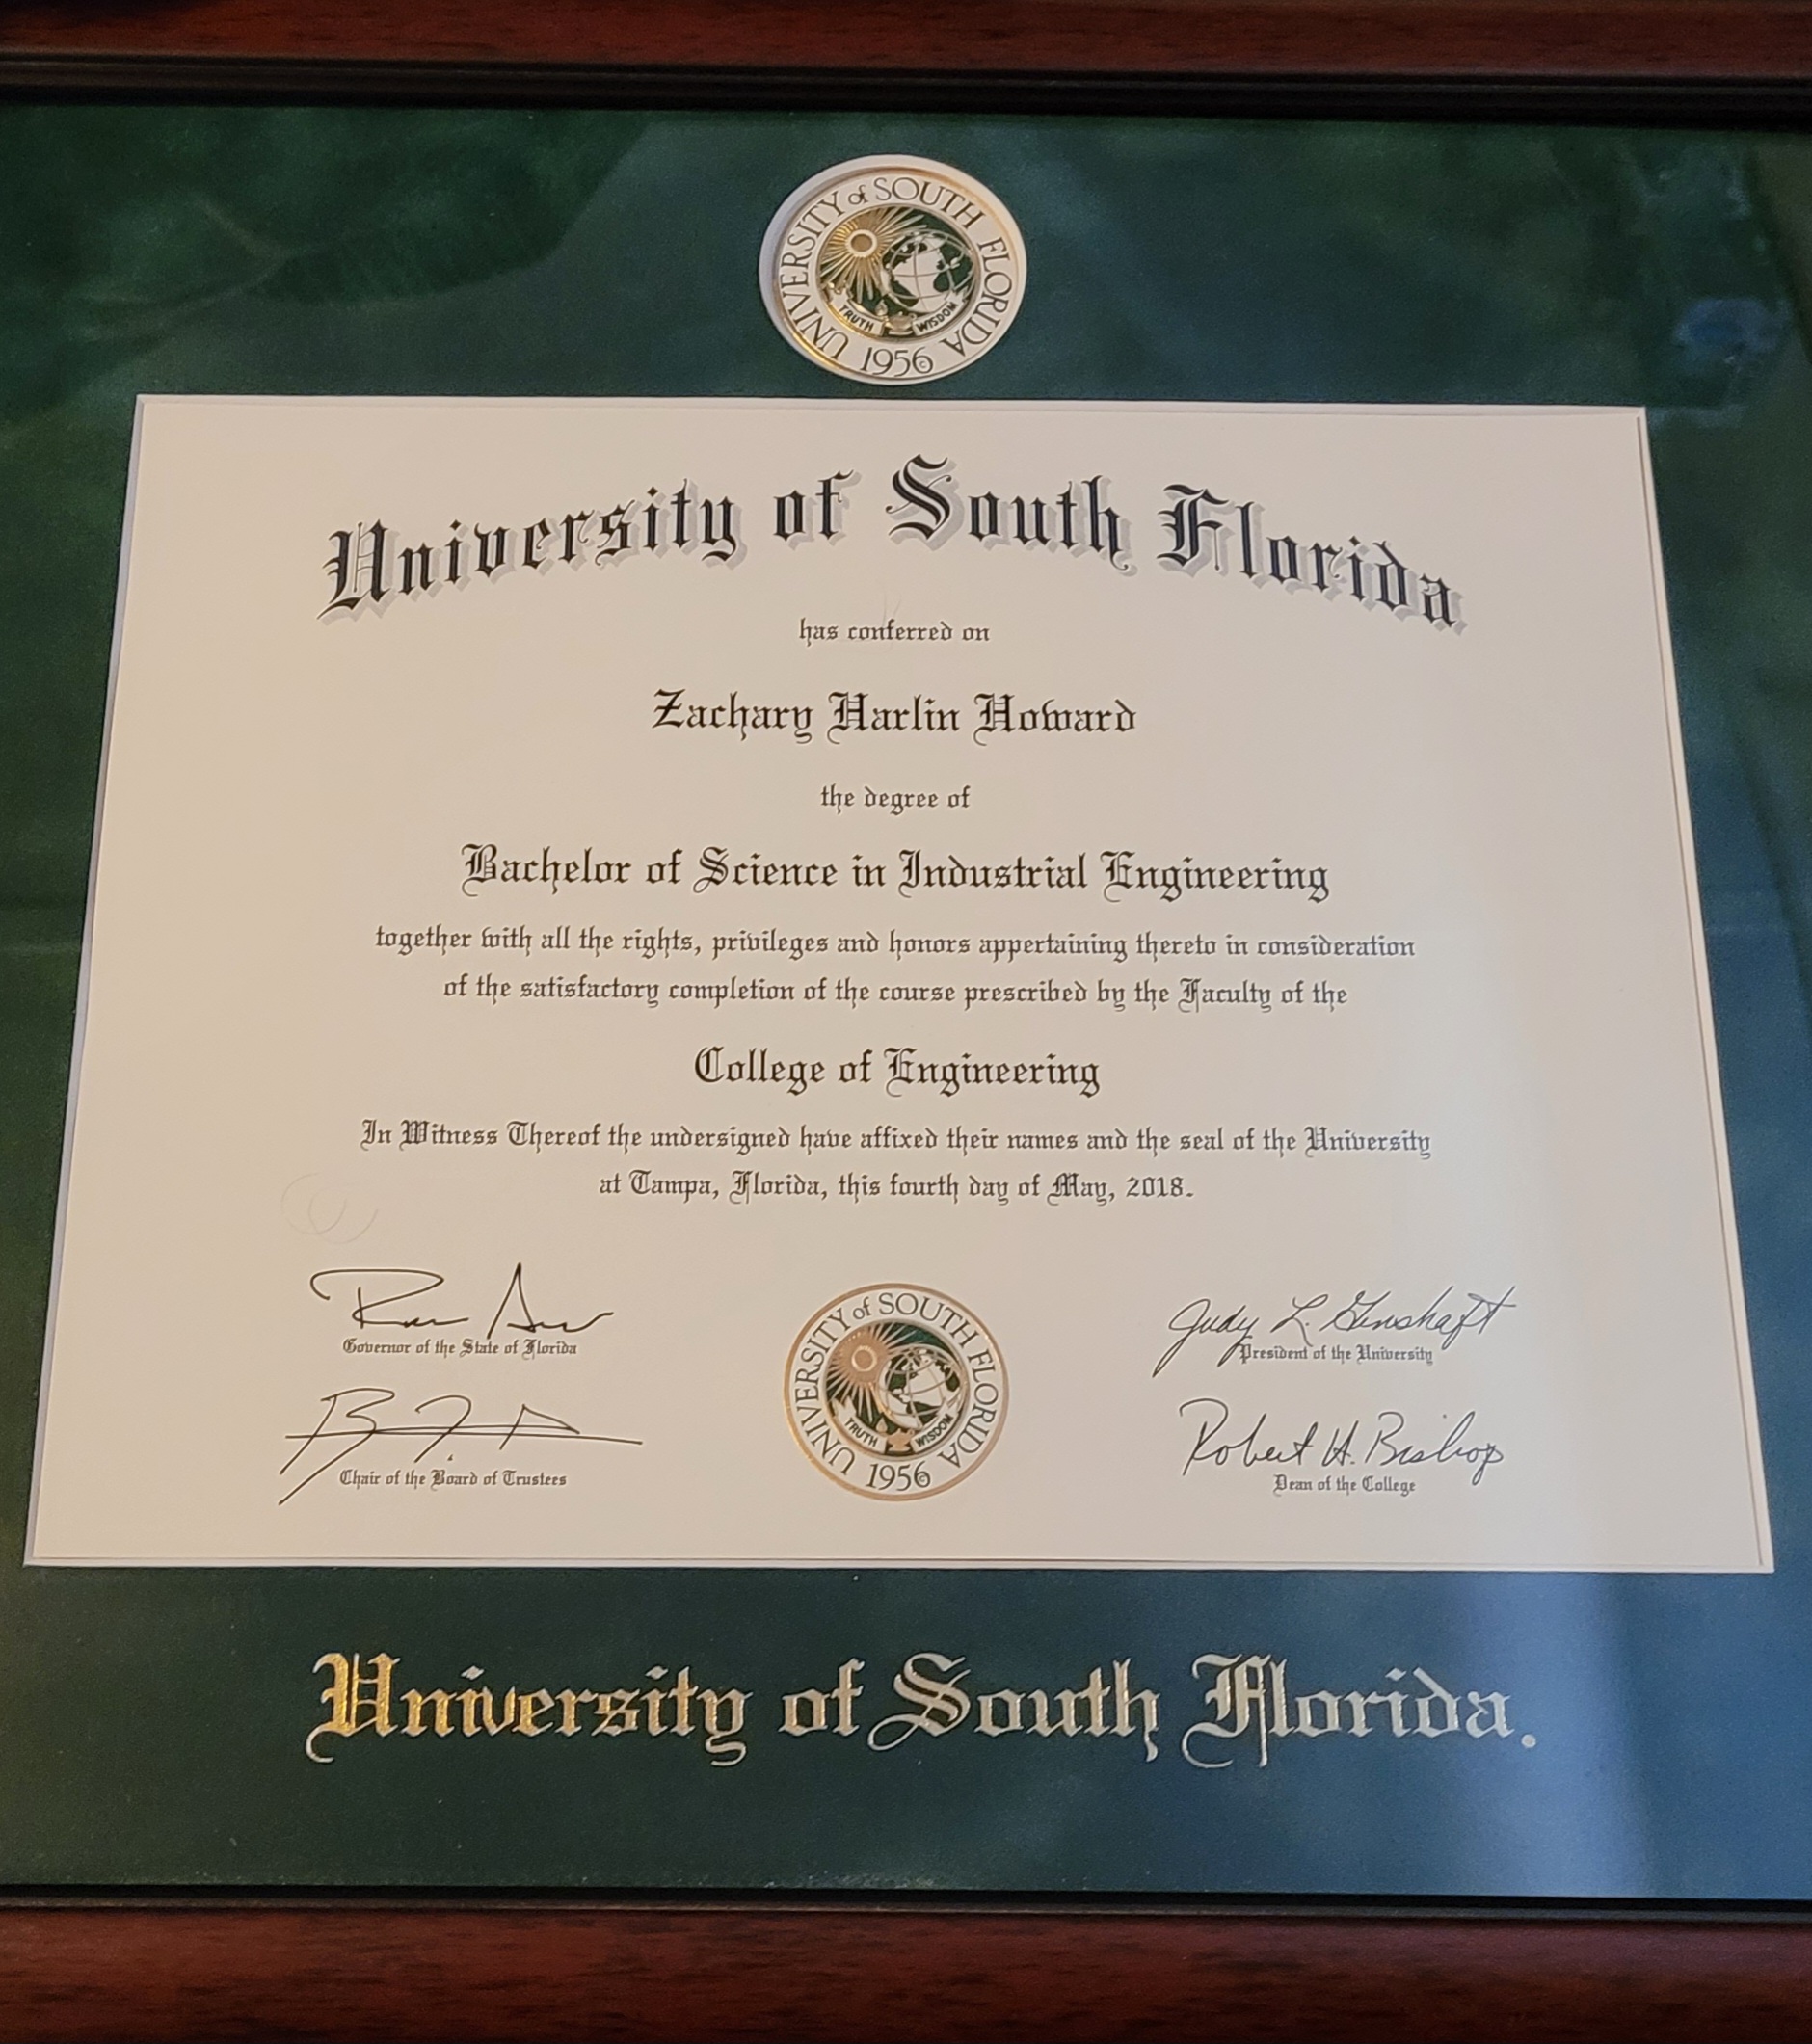 UNIVERSITY of SOUTH FLORIDA
TRUTH WISDOM
1956
University of South Florida
has conferred on
Zachary Harlin Howard
the degree of
Bachelor of Science in Industrial Engineering
together with all the rights, privileges and honors appertaining thereto in consideration
of the satisfactory completion of the course prescribed by the Faculty of the
College of Engineering
In Witness Thereof the undersigned have affixed their names and the seal of the University
at Tampa, Florida, this fourth day of May, 2018.
Governor of the State of Florida
Judy L. Genshaft
President of the University
Chair of the Board of Trustees
Robert H. Bishop
Dean of the College
UNIVERSITY of SOUTH FLORIDA
TRUTH WISDOM
1956
University of South Florida.